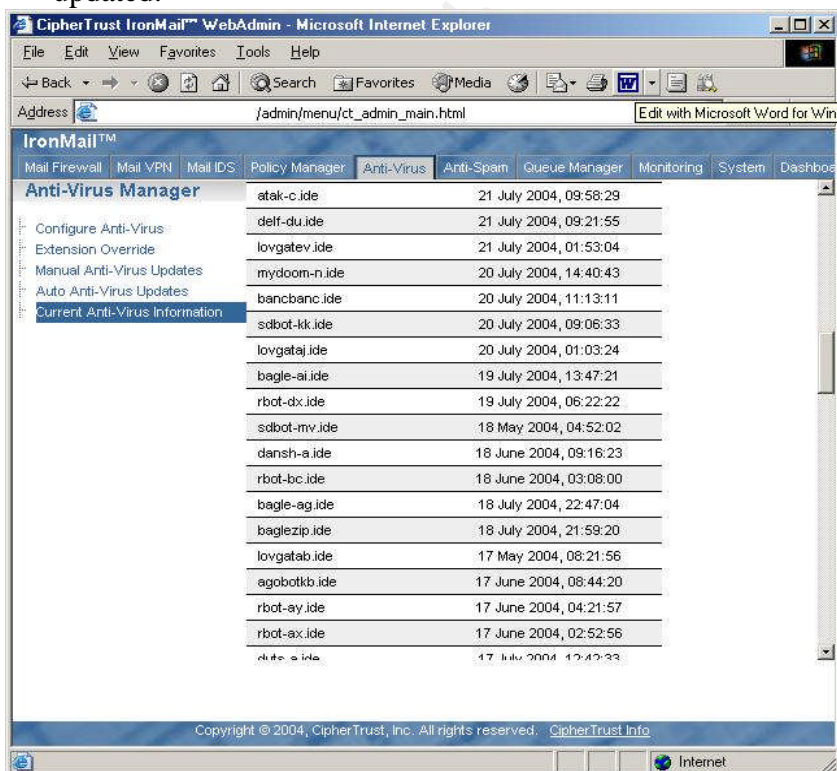 updated.
CipherTrust IronMail™ WebAdmin - Microsoft Internet Explorer
File Edit View Favorites Tools Help
Back Search Favorites Media
Address /admin/menu/ct_admin_main.html Edit with Microsoft Word for Win
IronMail™
Mail Firewall Mail VPN Mail IDS Policy Manager Anti-Virus Anti-Spam Queue Manager Monitoring System Dashboa
Anti-Virus Manager
Configure Anti-Virus
Extension Override
Manual Anti-Virus Updates
Auto Anti-Virus Updates
Current Anti-Virus Information
atak-c.ide 21 July 2004, 09:58:29
delf-du.ide 21 July 2004, 09:21:55
lovgatev.ide 21 July 2004, 01:53:04
mydoom-n.ide 20 July 2004, 14:40:43
bancbanc.ide 20 July 2004, 11:13:11
sdbot-kk.ide 20 July 2004, 09:06:33
lovgataj.ide 20 July 2004, 01:03:24
bagle-ai.ide 19 July 2004, 13:47:21
rbot-dx.ide 19 July 2004, 06:22:22
sdbot-mv.ide 18 May 2004, 04:52:02
dansh-a.ide 18 June 2004, 09:16:23
rbot-bc.ide 18 June 2004, 03:08:00
bagle-ag.ide 18 July 2004, 22:47:04
baglezip.ide 18 July 2004, 21:59:20
lovgatab.ide 17 May 2004, 08:21:56
agobotkb.ide 17 June 2004, 08:44:20
rbot-ay.ide 17 June 2004, 04:21:57
rbot-ax.ide 17 June 2004, 02:52:56
duts-a.ide 17 July 2004, 12:42:33
Copyright © 2004, CipherTrust, Inc. All rights reserved. CipherTrust Info
Internet